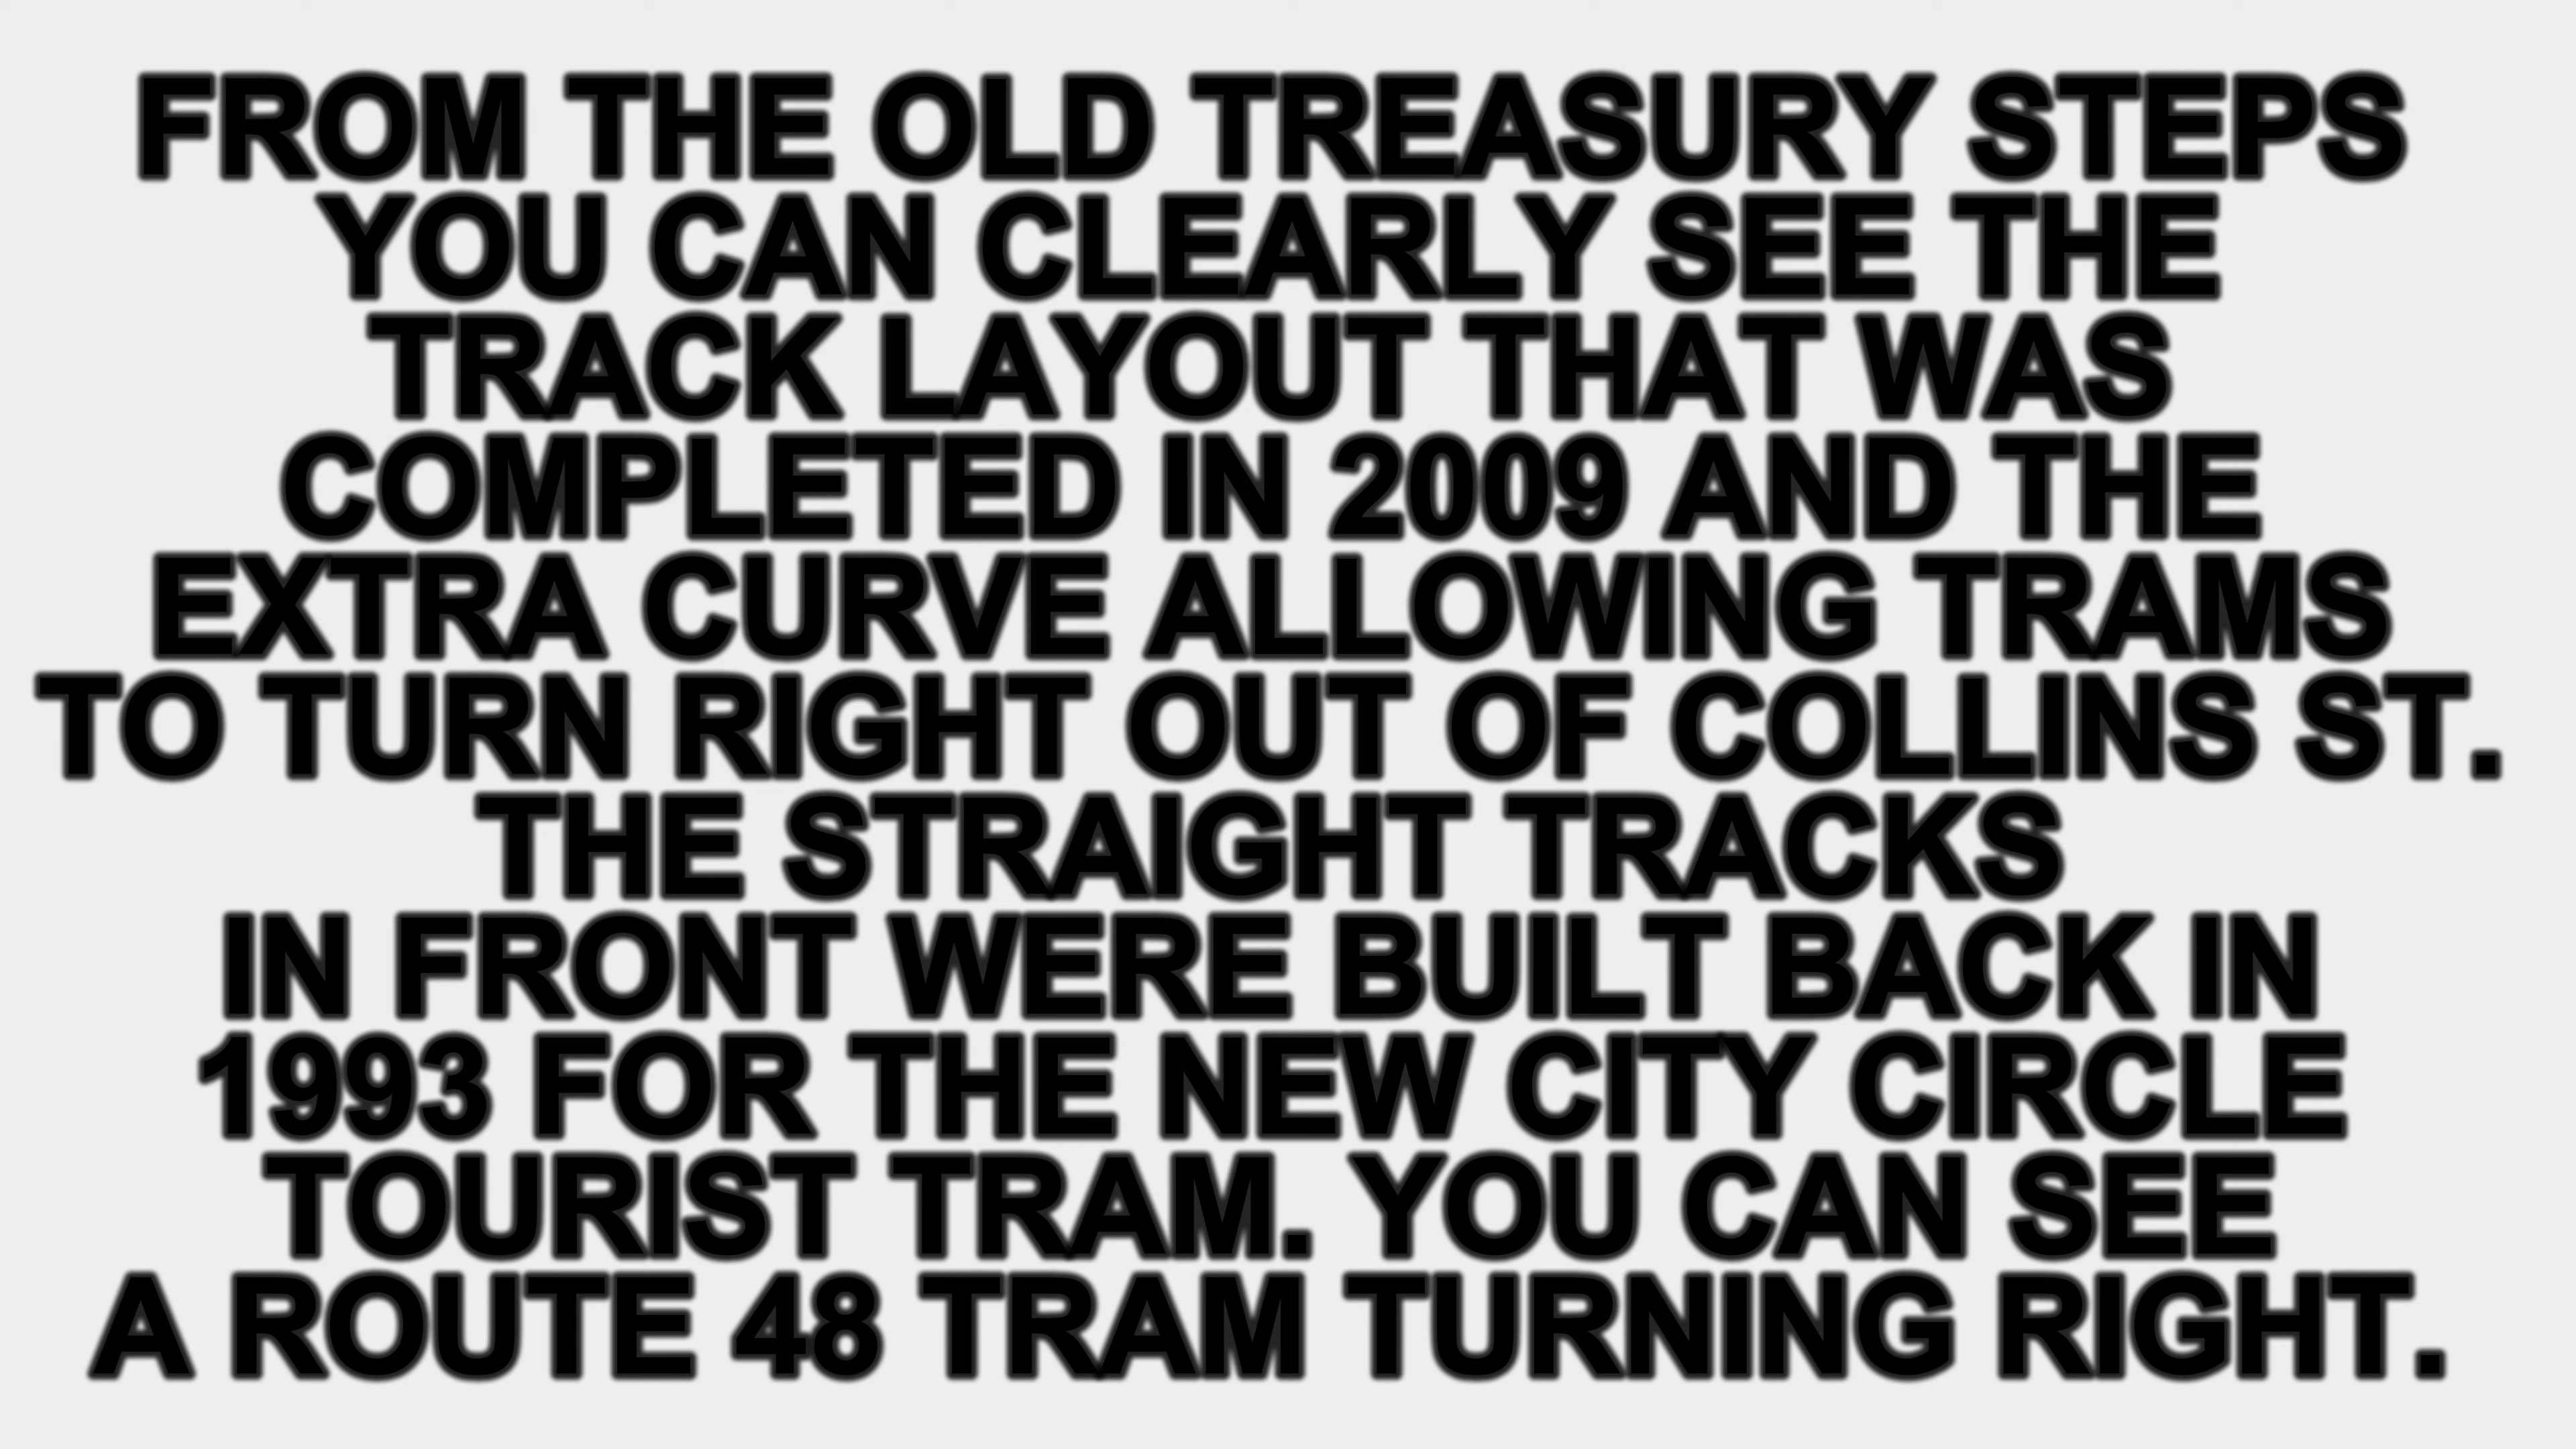 FROM THE OLD TREASURY STEPS
YOU CAN CLEARLY SEE THE
TRACK LAYOUT THAT WAS
COMPLETED IN 2009 AND THE
EXTRA CURVE ALLOWING TRAMS
TO TURN RIGHT OUT OF COLLINS ST.
THE STRAIGHT TRACKS
IN FRONT WERE BUILT BACK IN
1993 FOR THE NEW CITY CIRCLE
TOURIST TRAM. YOU CAN SEE
A ROUTE 48 TRAM TURNING RIGHT.